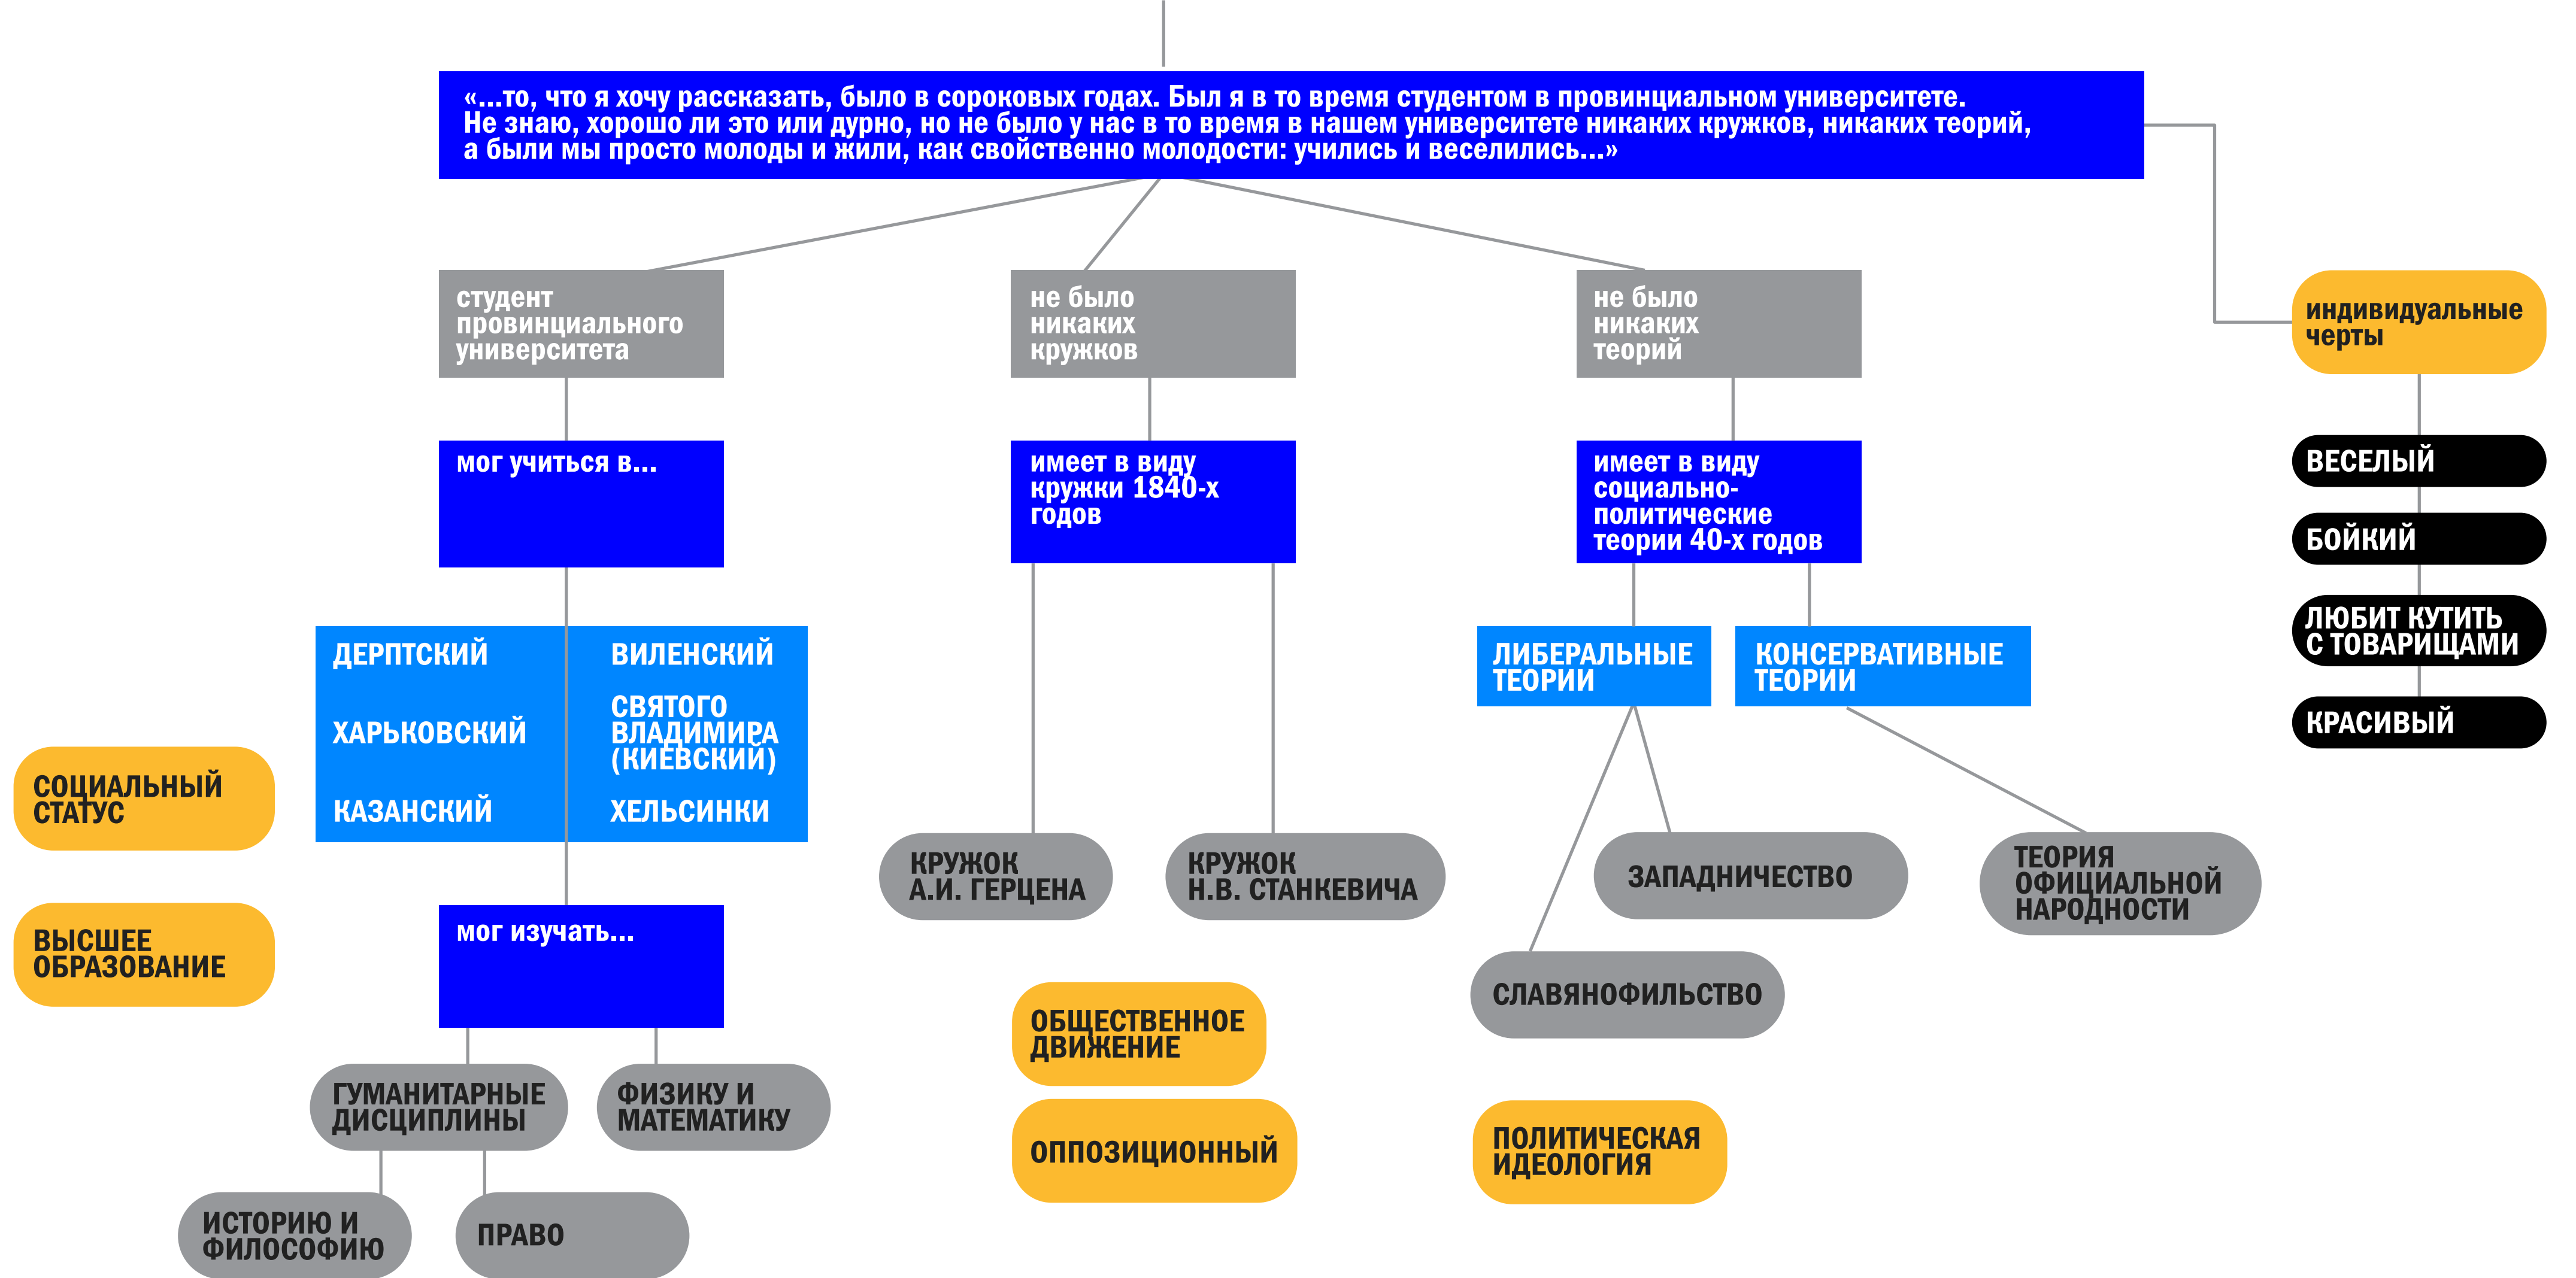 «...то, что я хочу рассказать, было в сороковых годах. Был я в то время студентом в провинциальном университете.
Не знаю, хорошо ли это или дурно, но не было у нас в то время в нашем университете никаких кружков, никаких теорий,
а были мы просто молоды и жили, как свойственно молодости: учились и веселились...»
студент
провинциального
университета
не было
никаких
кружков
не было
никаких
теорий
индивидуальные
черты
мог учиться в...
имеет в виду
кружки 1840-х
годов
имеет в виду
социально-
политические
теории 40-х годов
ВЕСЕЛЫЙ
БОЙКИЙ
ЛЮБИТ КУТИТЬ
С ТОВАРИЩАМИ
КРАСИВЫЙ
ДЕРПТСКИЙ
ХАРЬКОВСКИЙ
КАЗАНСКИЙ
ВИЛЕНСКИЙ
СВЯТОГО
ВЛАДИМИРА
(КИЕВСКИЙ)
ХЕЛЬСИНКИ
ЛИБЕРАЛЬНЫЕ
ТЕОРИИ
КОНСЕРВАТИВНЫЕ
ТЕОРИИ
СОЦИАЛЬНЫЙ
СТАТУС
ВЫСШЕЕ
ОБРАЗОВАНИЕ
КРУЖОК
А.И. ГЕРЦЕНА
КРУЖОК
Н.В. СТАНКЕВИЧА
ЗАПАДНИЧЕСТВО
ТЕОРИЯ
ОФИЦИАЛЬНОЙ
НАРОДНОСТИ
мог изучать...
СЛАВЯНОФИЛЬСТВО
ОБЩЕСТВЕННОЕ
ДВИЖЕНИЕ
ОППОЗИЦИОННЫЙ
ПОЛИТИЧЕСКАЯ
ИДЕОЛОГИЯ
ГУМАНИТАРНЫЕ
ДИСЦИПЛИНЫ
ФИЗИКУ И
МАТЕМАТИКУ
ИСТОРИЮ И
ФИЛОСОФИЮ
ПРАВО